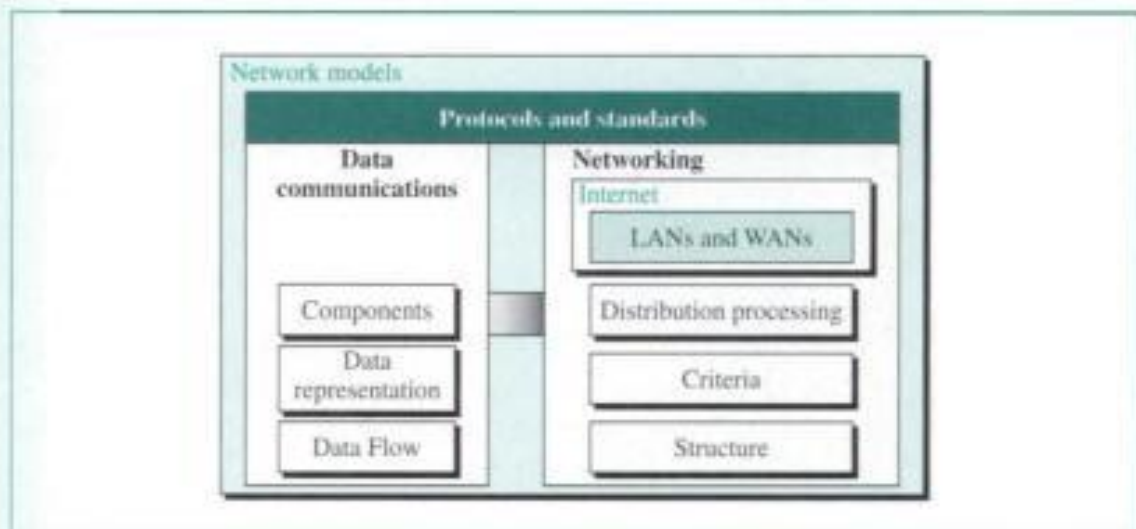 Network models
Protocols and standards
Data
communications
Components
Data
representation
Data Flow
Networking
Internet
LANs and WANs
Distribution processing
Criteria
Structure